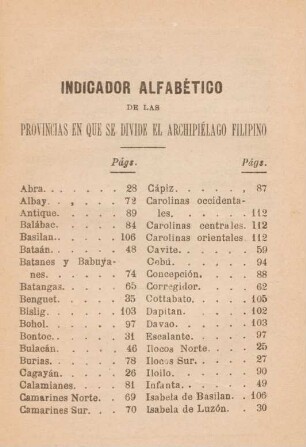 INDICADOR ALFABÉTICO
DE LAS
PROVINCIAS EN QUE SE DIVIDE EL ARCHIPIÉLAGO FILIPINO
Págs.
Abra. . . . . . . 28
Albay. . . . . . . 72
Antique. . . . . . 89
Balábac. . . . . . 84
Basilan. . . . . . 106
Bataán. . . . . . 48
Batanes y Babuya-
nes. . . . . . . 74
Batangas. . . . . . 65
Benguet. . . . . . 35
Bislig. . . . . . . 103
Bohol. . . . . . . 97
Bontoc. . . . . . . 31
Bulacán. . . . . . 46
Burias. . . . . . . 78
Cagayán. . . . . . 26
Calamianes. . . . . 81
Camarines Norte. . . 69
Camarines Sur. . . . 70
Págs.
Cápiz. . . . . . . 87
Carolinas occidenta-
les. . . . . . . 112
Carolinas centrales. . 112
Carolinas orientales. . 112
Cavite. . . . . . . 59
Cebú. . . . . . . 94
Concepción. . . . . 88
Corregidor. . . . . 62
Cottabato. . . . . . 105
Dapitan. . . . . . 102
Davao. . . . . . . 103
Escalante. . . . . . 97
Ilocos Norte. . . . . 25
Ilocos Sur. . . . . . 27
Iloilo. . . . . . . 90
Infanta. . . . . . . 49
Isabela de Basilan. . 106
Isabela de Luzón. . . 30